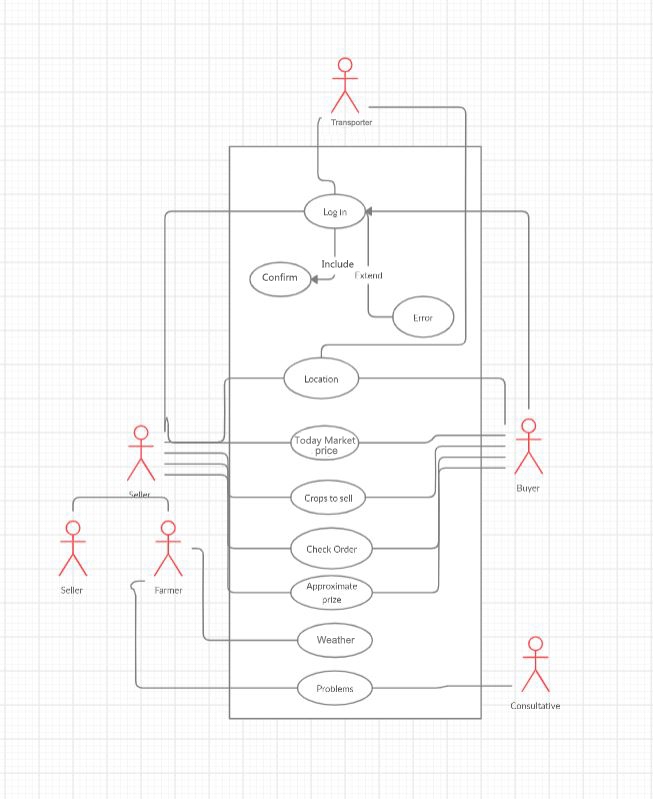 Transporter
Log in
Include
Confirm
Extend
Error
Location
Today Market
price
Seller
Buyer
Crops to sell
Check Order
Seller
Farmer
Approximate
prize
Weather
Problems
Consultative